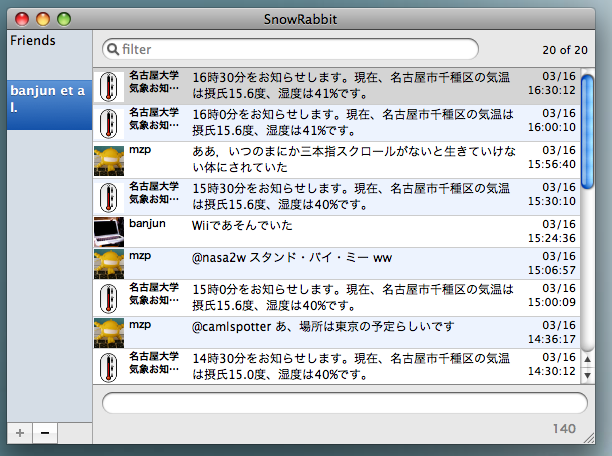 SnowRabbit
Friends
banjun et a
l.
filter
20 of 20
名古屋大学
気象お知…
16時30分をお知らせします。現在、名古屋市千種区の気温
は摂氏15.6度、湿度は41%です。
03/16
16:30:12
名古屋大学
気象お知…
16時0分をお知らせします。現在、名古屋市千種区の気温は
摂氏15.6度、湿度は41%です。
03/16
16:00:10
mzp
ああ，いつのまにか三本指スクロールがないと生きていけな
い体にされていた
03/16
15:56:40
名古屋大学
気象お知…
15時30分をお知らせします。現在、名古屋市千種区の気温
は摂氏15.6度、湿度は40%です。
03/16
15:30:10
banjun
Wiiであそんでいた
03/16
15:24:36
mzp
@nasa2w スタンド・バイ・ミー ww
03/16
15:06:57
名古屋大学
気象お知…
15時0分をお知らせします。現在、名古屋市千種区の気温は
摂氏15.6度、湿度は40%です。
03/16
15:00:09
mzp
@camlspotter あ、場所は東京の予定らしいです
03/16
14:36:17
名古屋大学
気象お知…
14時30分をお知らせします。現在、名古屋市千種区の気温
は摂氏15.0度、湿度は40%です。
03/16
14:30:12
140